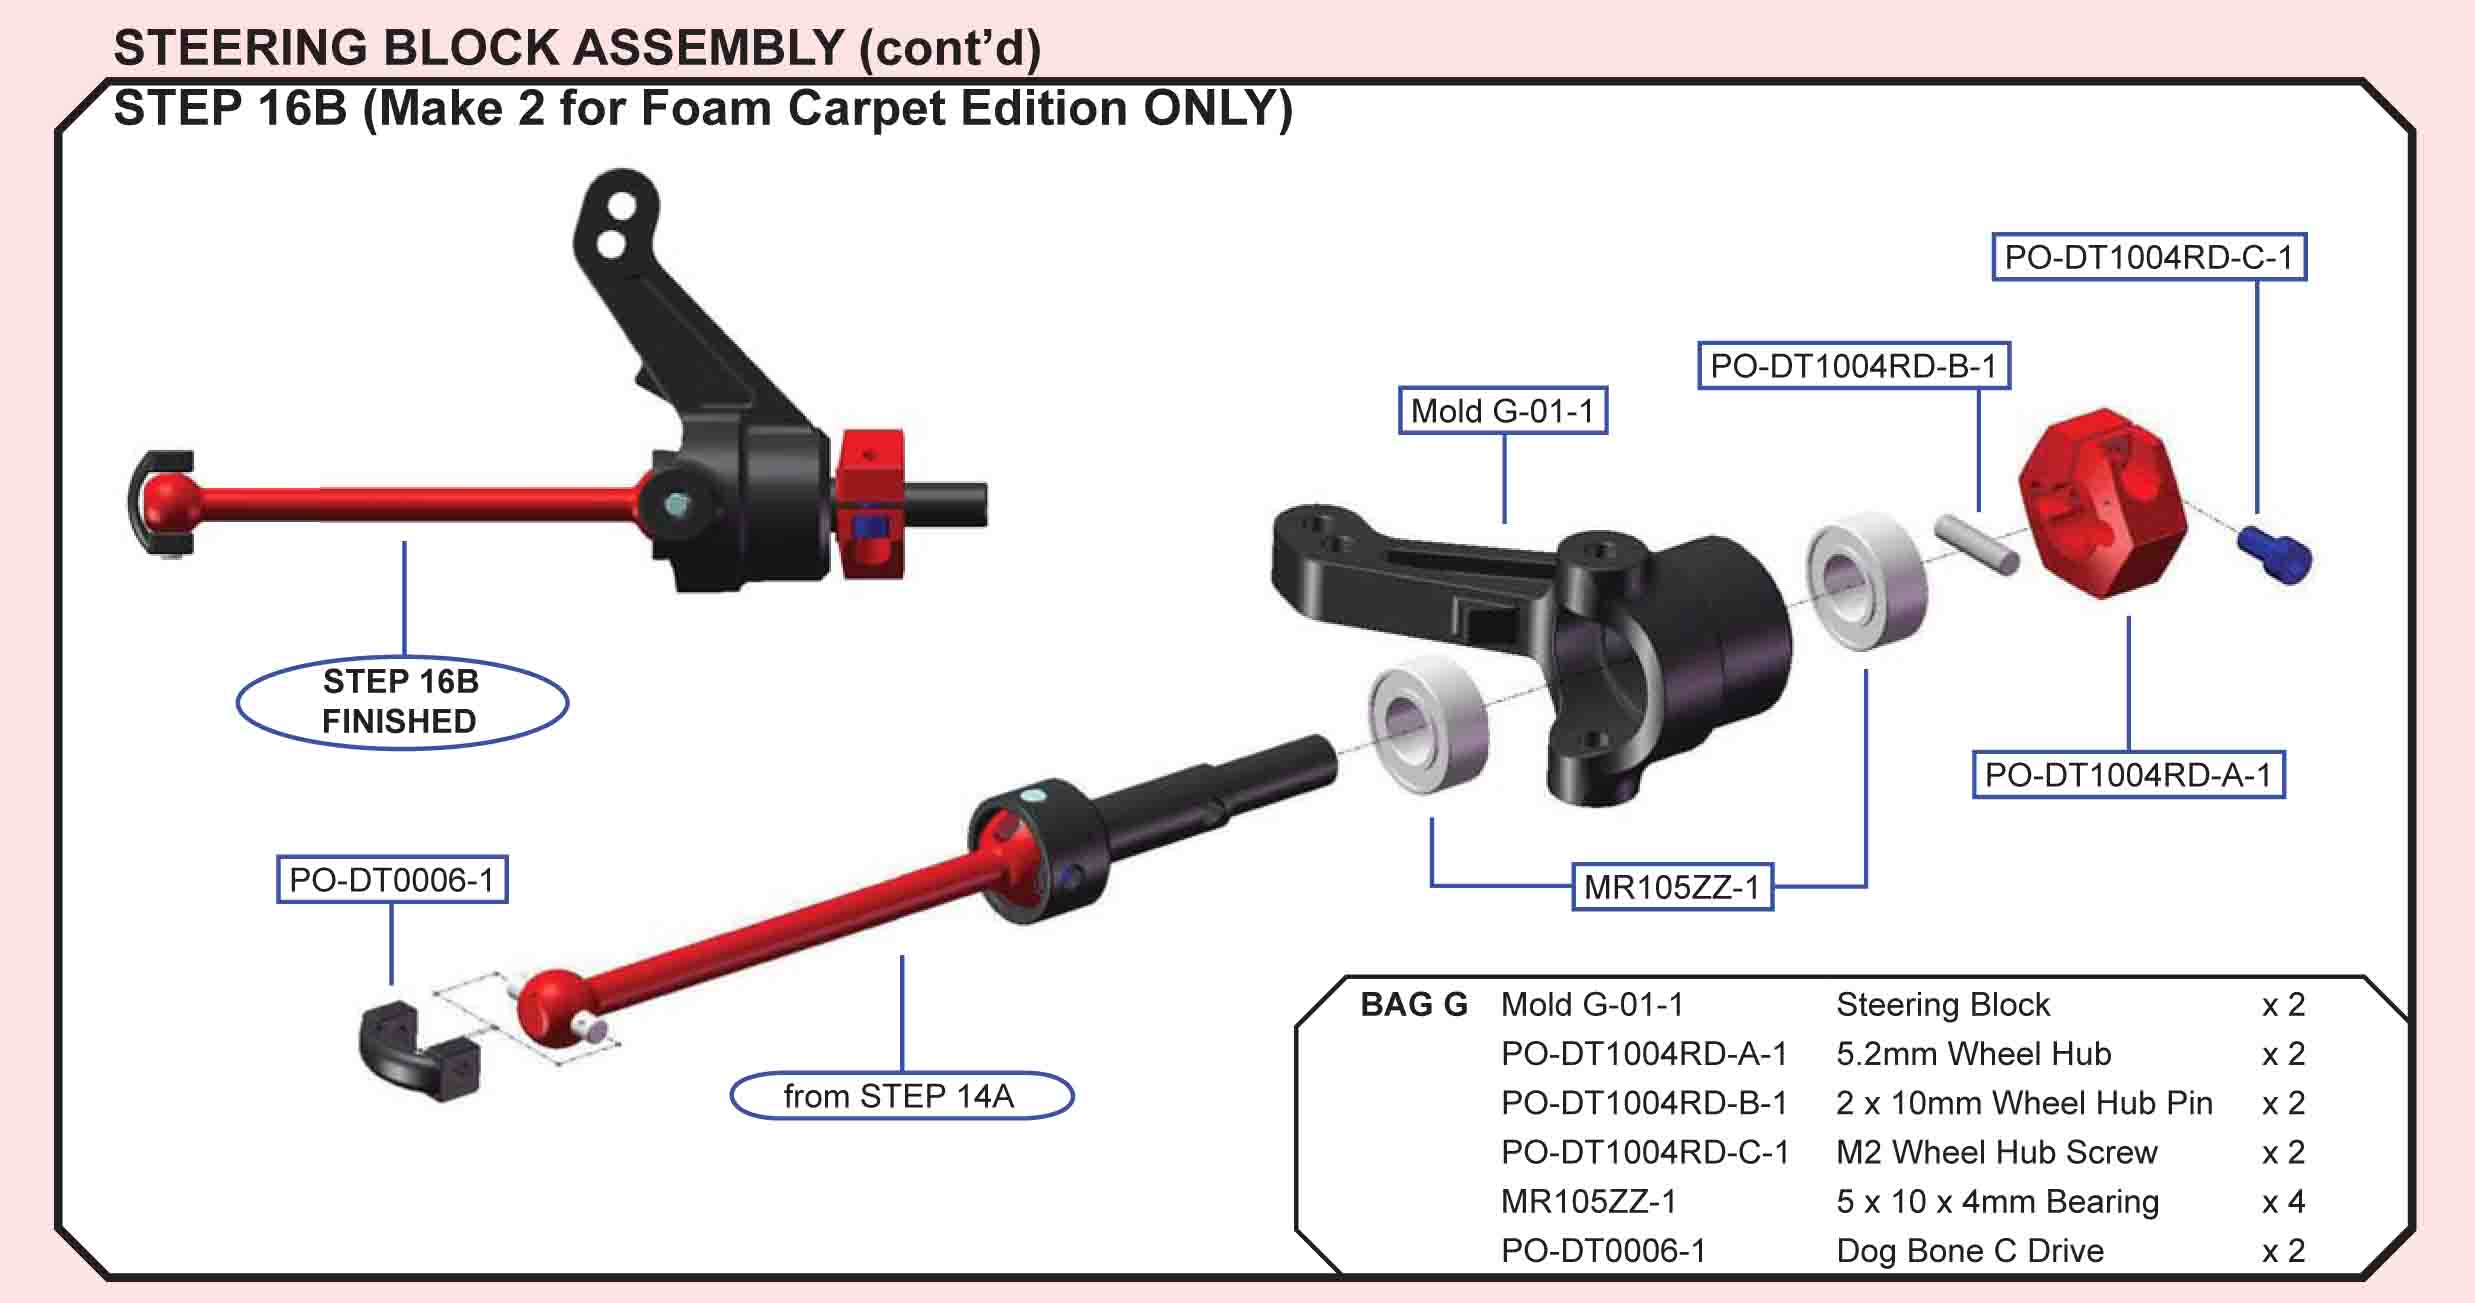 STEERING BLOCK ASSEMBLY (cont’d)
STEP 16B (Make 2 for Foam Carpet Edition ONLY)
PO-DT1004RD-C-1
PO-DT1004RD-B-1
Mold G-01-1
STEP 16B
FINISHED
PO-DT1004RD-A-1
PO-DT0006-1
MR105ZZ-1
from STEP 14A
BAG G Mold G-01-1 Steering Block x 2
PO-DT1004RD-A-1 5.2mm Wheel Hub x 2
PO-DT1004RD-B-1 2 x 10mm Wheel Hub Pin x 2
PO-DT1004RD-C-1 M2 Wheel Hub Screw x 2
MR105ZZ-1 5 x 10 x 4mm Bearing x 4
PO-DT0006-1 Dog Bone C Drive x 2